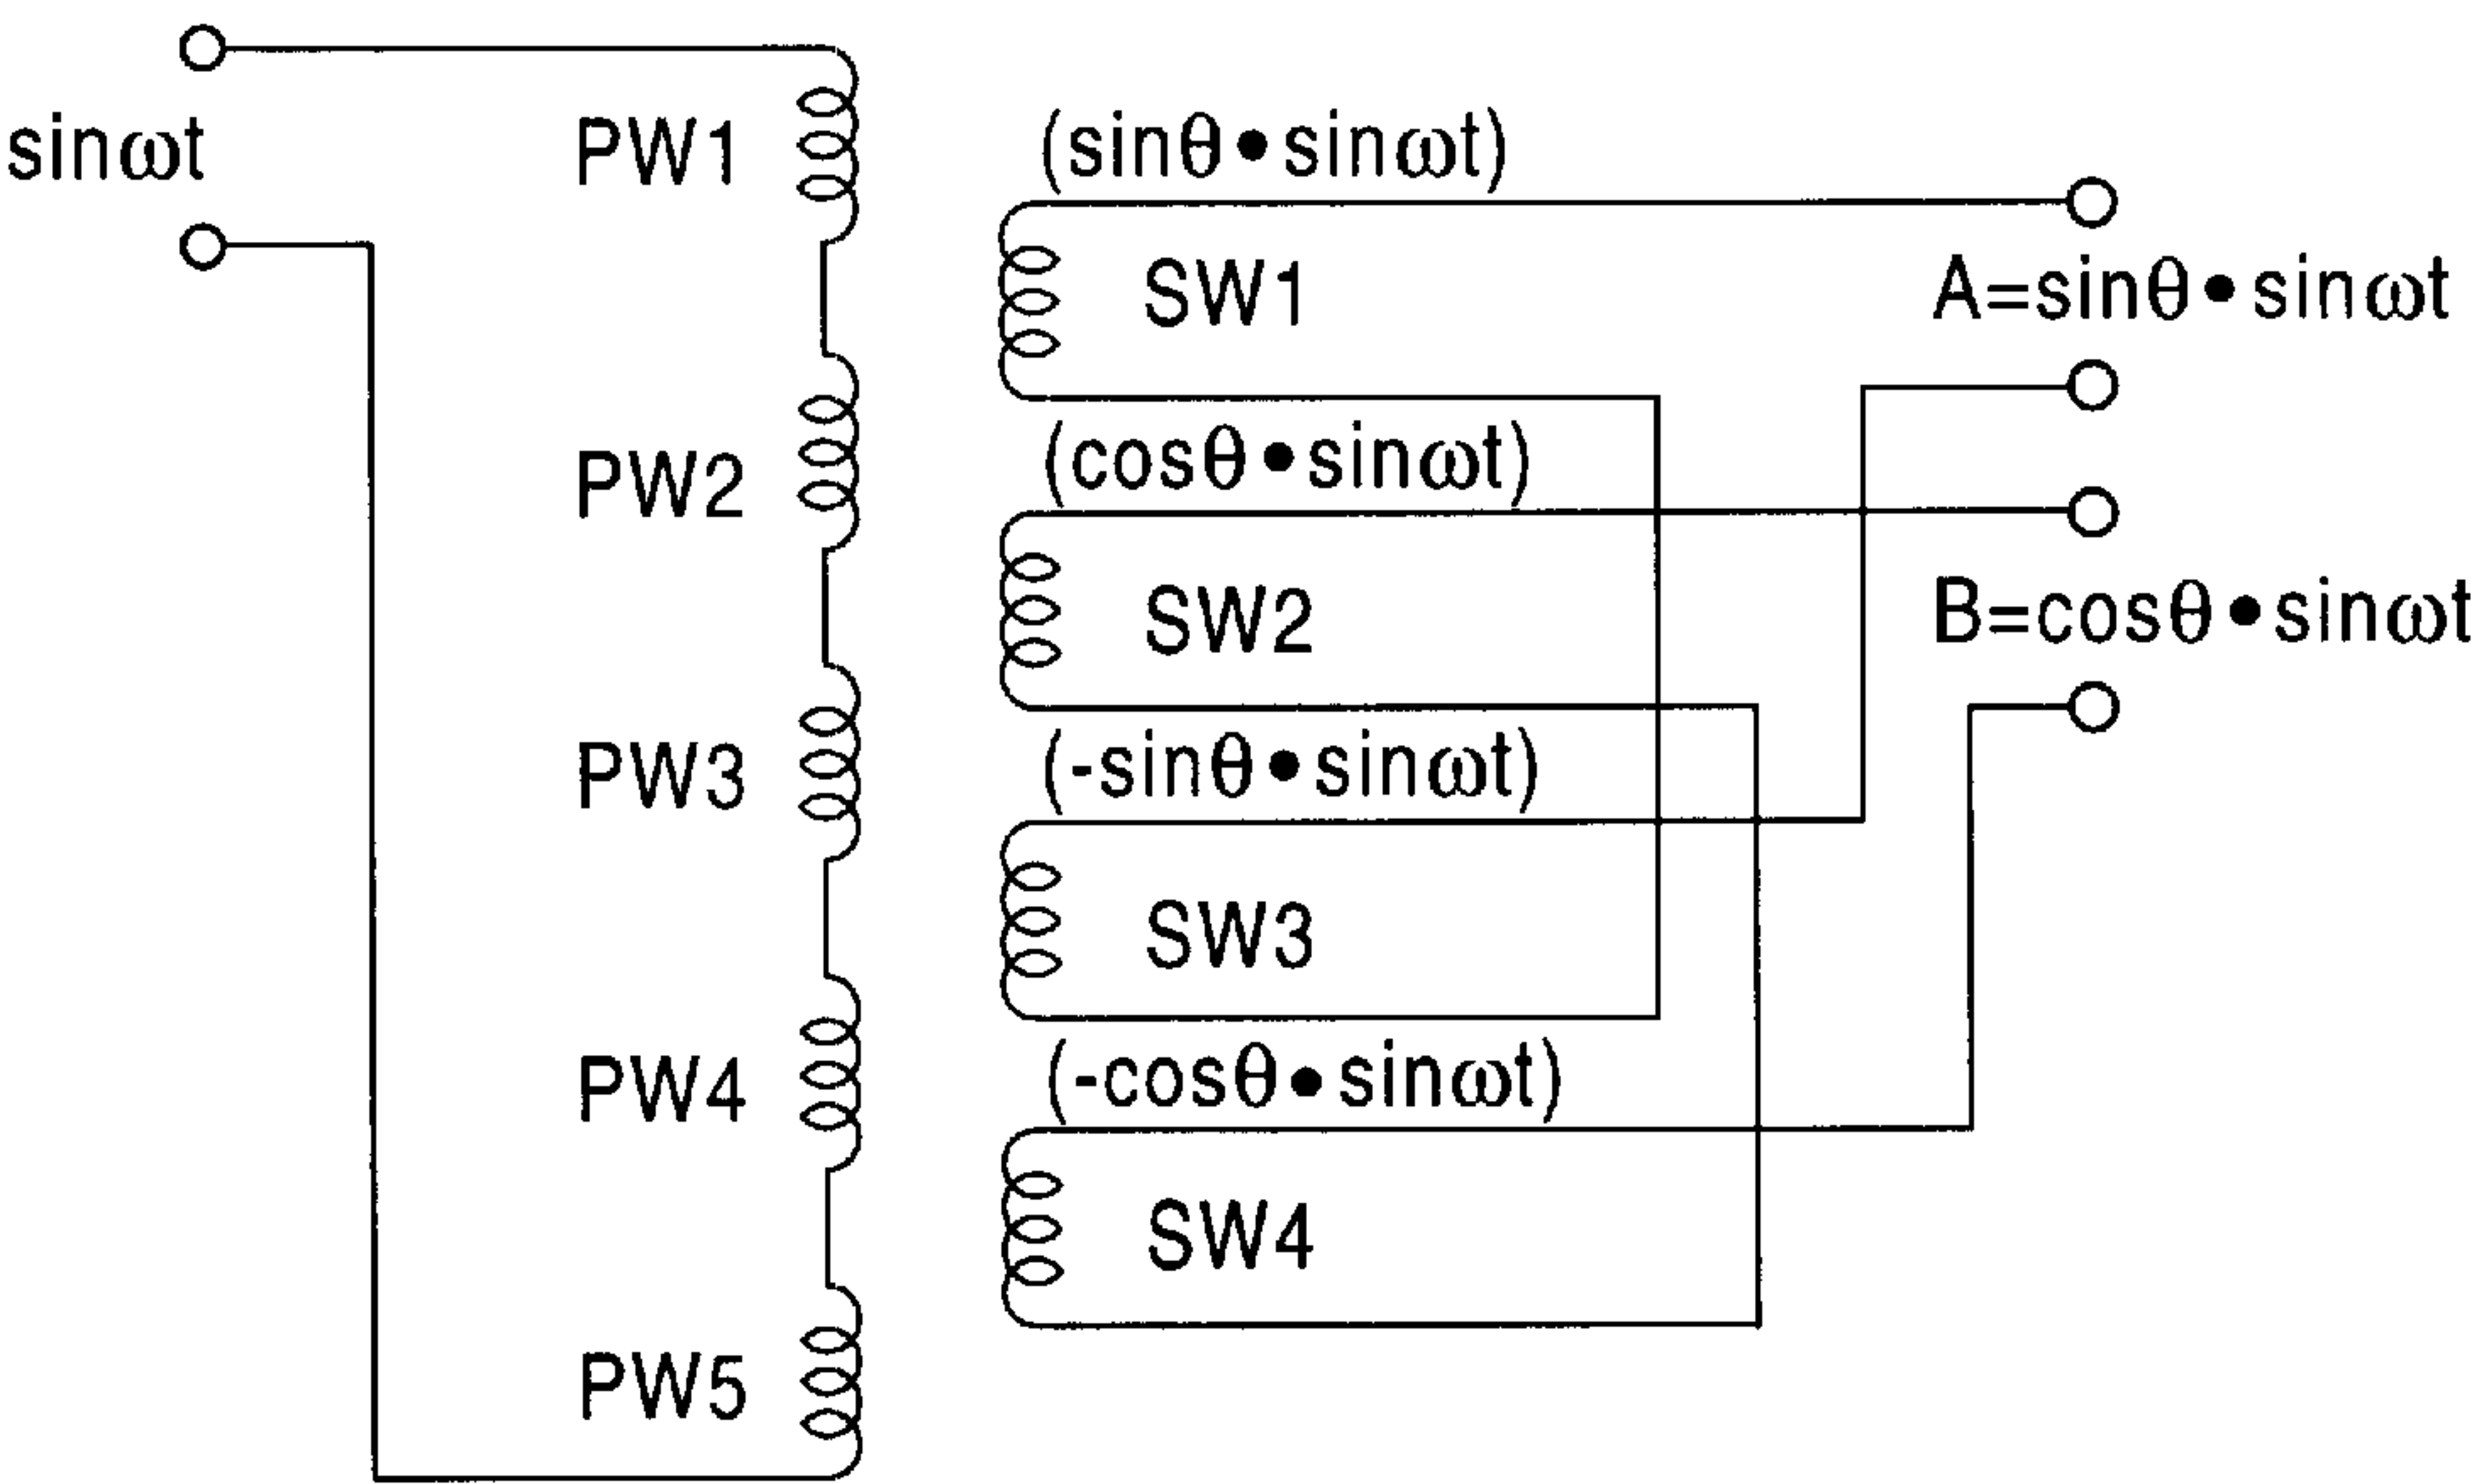 sinωt
PW1
(sinθ•sinωt)
SW1
A=sinθ•sinωt
PW2
(cosθ•sinωt)
SW2
B=cosθ•sinωt
PW3
(-sinθ•sinωt)
SW3
PW4
(-cosθ•sinωt)
SW4
PW5